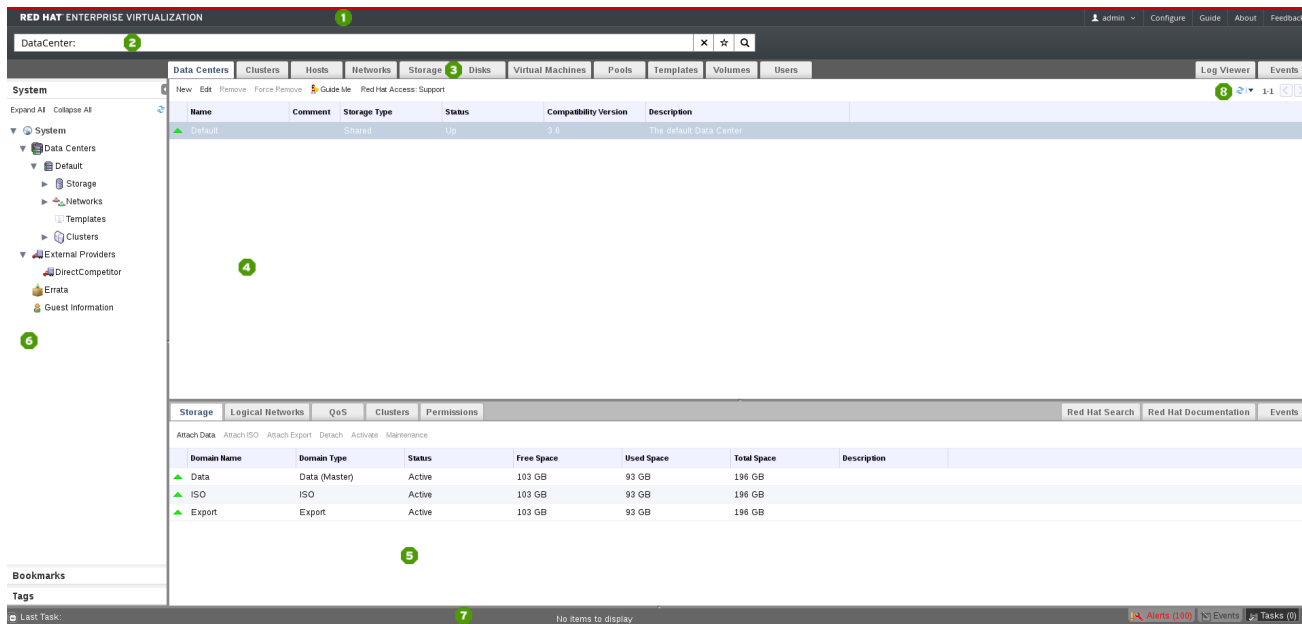 RED HAT ENTERPRISE VIRTUALIZATION
1
admin
Configure
Guide
About
Feedback
DataCenter:
2
Data Centers
Clusters
Hosts
Networks
Storage
3
Disks
Virtual Machines
Pools
Templates
Volumes
Users
Log Viewer
Events
System
New
Edit
Remove
Force Remove
Guide Me
Red Hat Access: Support
8
1-1
Expand All
Collapse All
Name
Comment
Storage Type
Status
Compatibility Version
Description
Default
Shared
Up
3.6
The default Data Center
System
Data Centers
Default
Storage
Networks
Templates
Clusters
External Providers
DirectCompetitor
Errata
Guest Information
4
6
Storage
Logical Networks
QoS
Clusters
Permissions
Red Hat Search
Red Hat Documentation
Events
Attach Data
Attach ISO
Attach Export
Detach
Activate
Maintenance
Domain Name
Domain Type
Status
Free Space
Used Space
Total Space
Description
Data
Data (Master)
Active
103 GB
93 GB
196 GB
ISO
ISO
Active
103 GB
93 GB
196 GB
Export
Export
Active
103 GB
93 GB
196 GB
5
Bookmarks
Tags
Last Task:
7
No items to display
Alerts (100)
Events
Tasks (0)